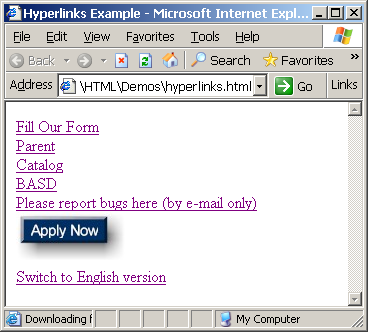 Hyperlinks Example - Microsoft Internet Expl...
File Edit View Favorites Tools Help
Back Search Favorites
Address \HTML\Demos\hyperlinks.html Go Links
Fill Our Form
Parent
Catalog
BASD
Please report bugs here (by e-mail only)
Apply Now
Switch to English version
Downloading f My Computer